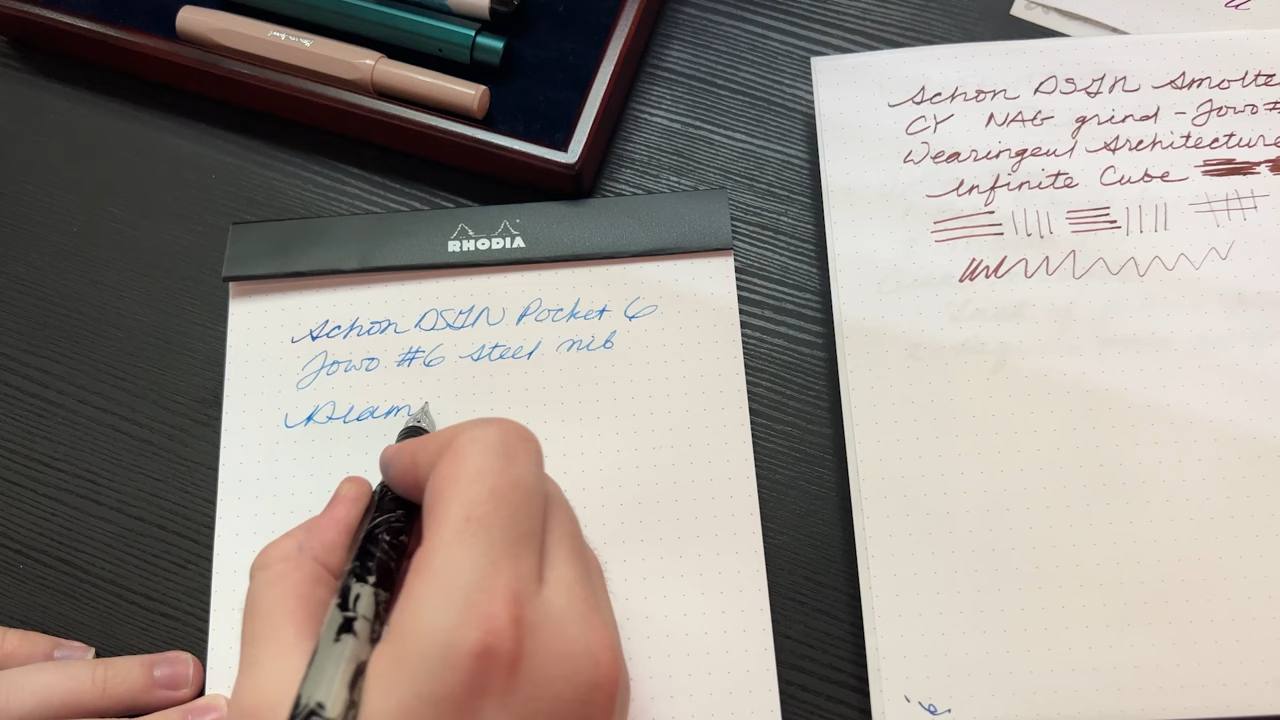 RHODIA
Schon DSGN Pocket 6
Jowo #6 steel nib
Diam
Schon DSGN Smolte
CY NAG grind - Jowo #
Wearingeul Architecture
Infinite Cube